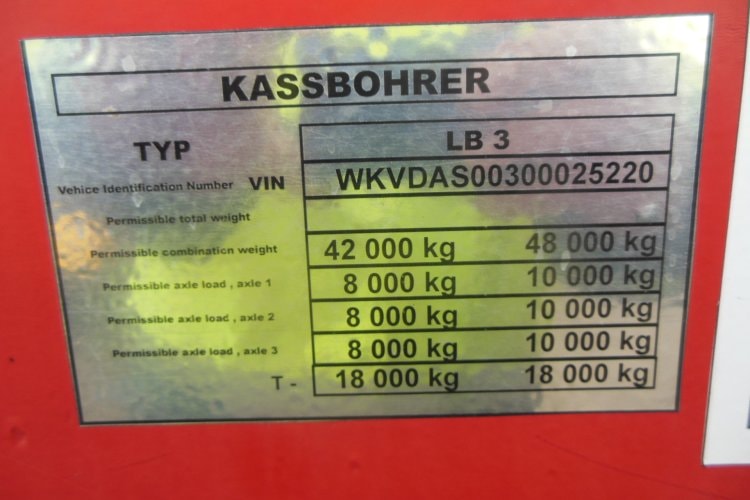 KASSBOHRER
TYP LB 3
Vehice Identification Number VIN WKVDAS00300025220
Permissible total weight
Permissible combination weight 42 000 kg 48 000 kg
Permissible axle load , axle 1 8 000 kg 10 000 kg
Permissible axle load , axle 2 8 000 kg 10 000 kg
Permissible axle load , axle 3 8 000 kg 10 000 kg
T - 18 000 kg 18 000 kg